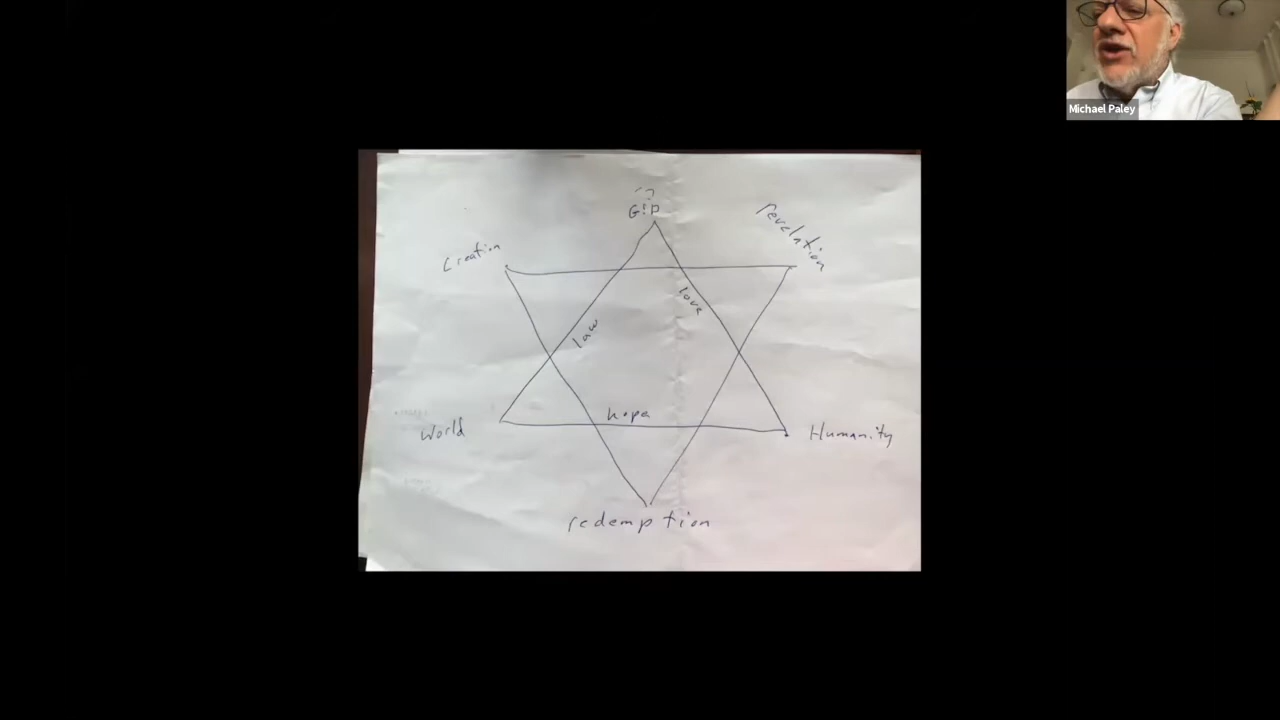 Michael Paley
G!D
Creation
revelation
love
law
hope
World
Humanity
redemption